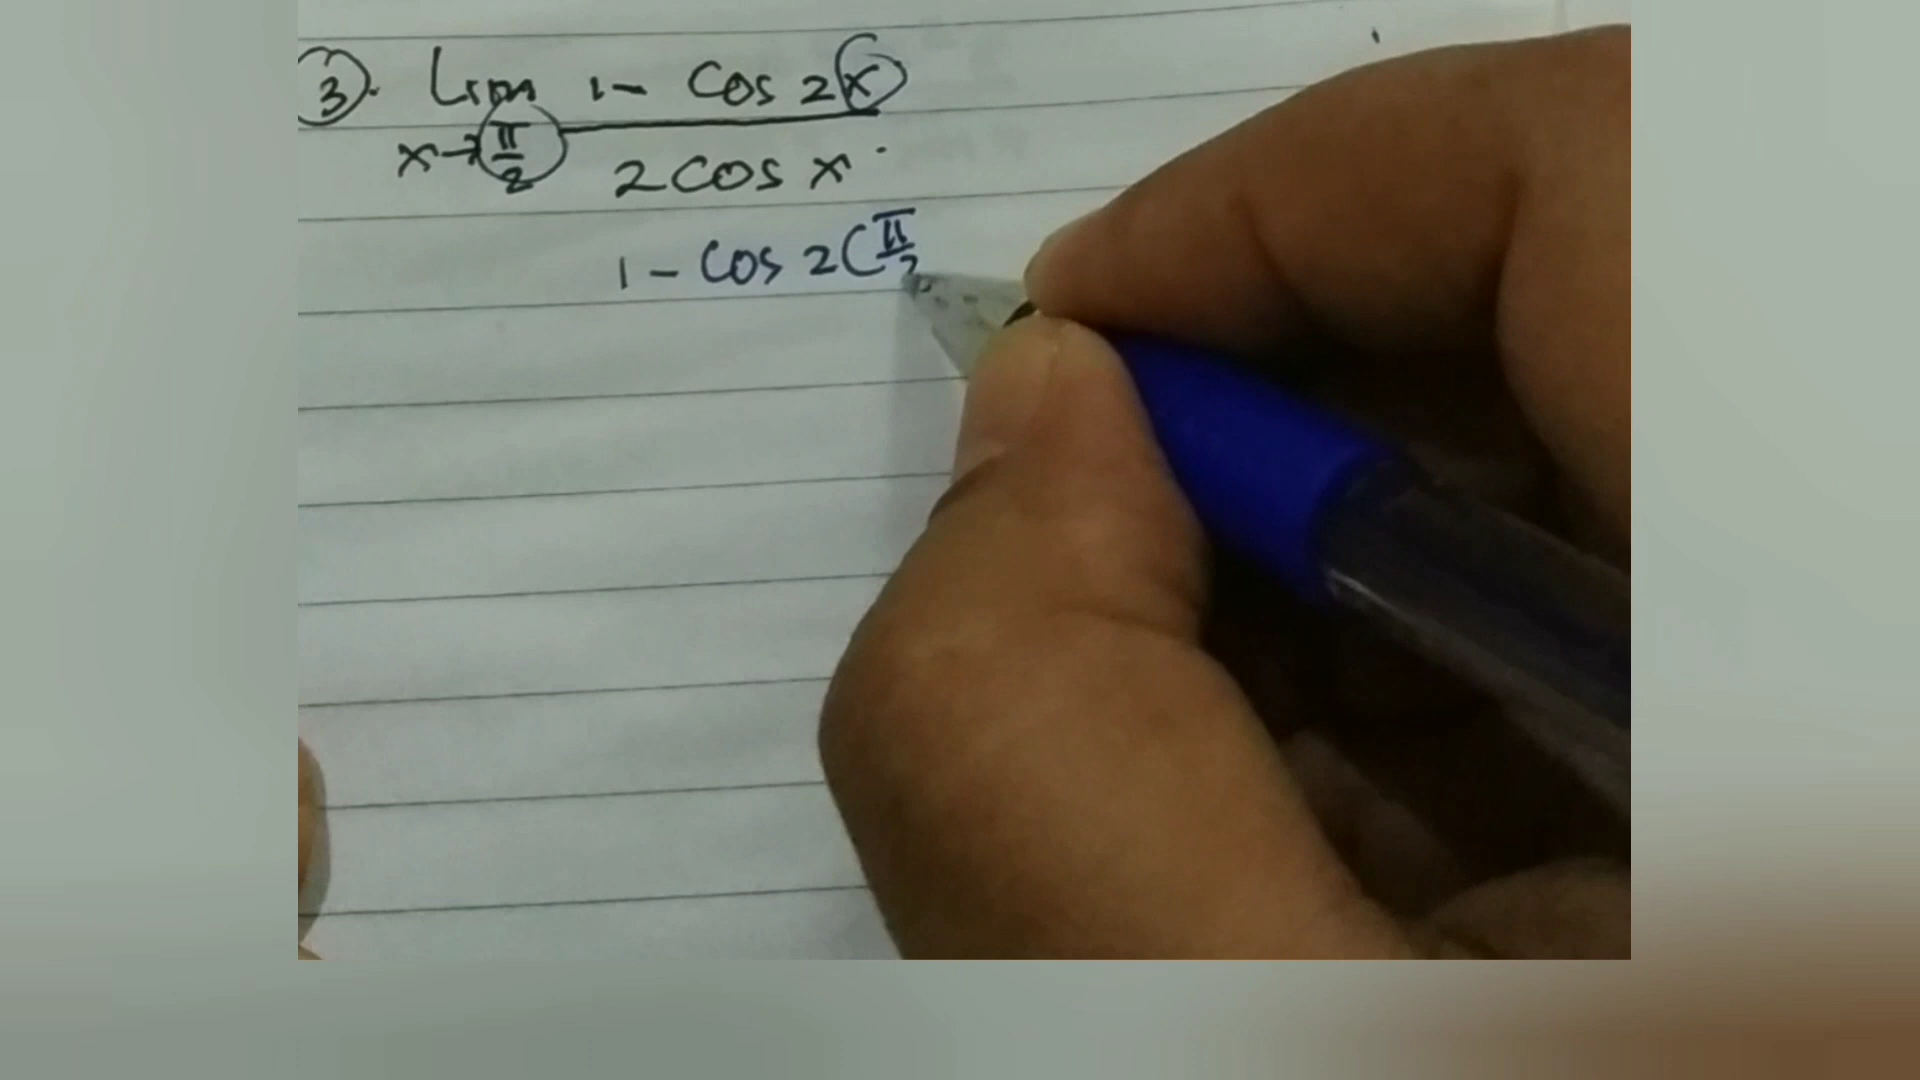 ③. Lim 1 - Cos 2x
x→π/2 2 cos x
1 - Cos 2(π/2